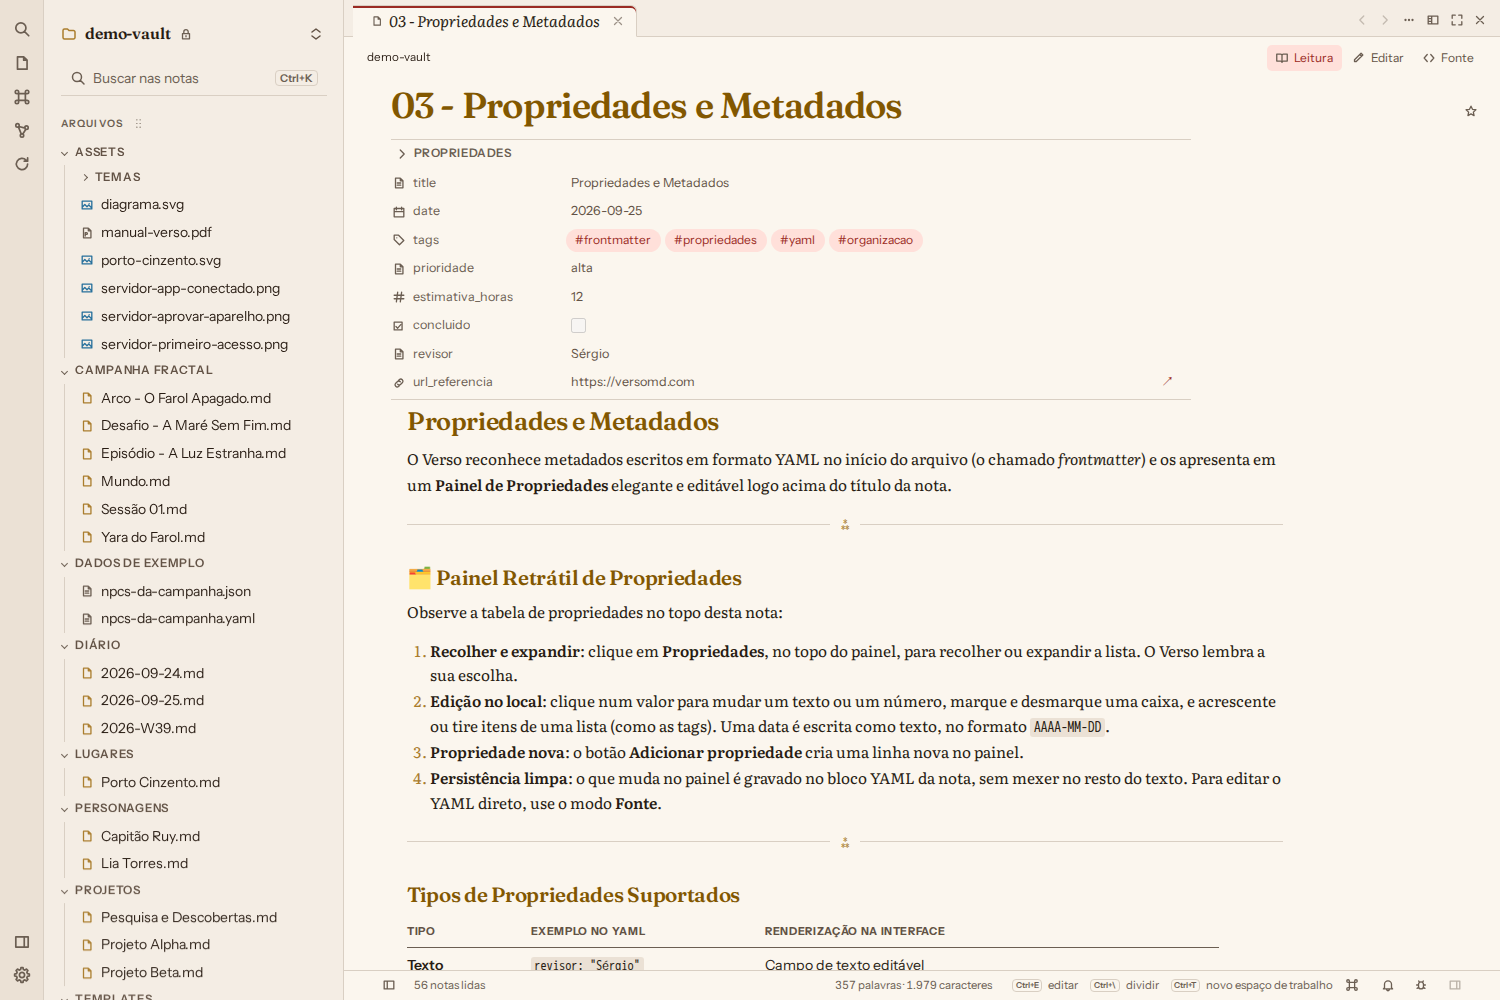 demo-vault
Buscar nas notas
Ctrl+K
ARQUIVOS
ASSETS
TEMAS
diagrama.svg
manual-verso.pdf
porto-cinzento.svg
servidor-app-conectado.png
servidor-aprovar-aparelho.png
servidor-primeiro-acesso.png
CAMPANHA FRACTAL
Arco - O Farol Apagado.md
Desafio - A Maré Sem Fim.md
Episódio - A Luz Estranha.md
Mundo.md
Sessão 01.md
Yara do Farol.md
DADOS DE EXEMPLO
npcs-da-campanha.json
npcs-da-campanha.yaml
DIÁRIO
2026-09-24.md
2026-09-25.md
2026-W39.md
LUGARES
Porto Cinzento.md
PERSONAGENS
Capitão Ruy.md
Lia Torres.md
PROJETOS
Pesquisa e Descobertas.md
Projeto Alpha.md
Projeto Beta.md
TEMPLATES
03 - Propriedades e Metadados
demo-vault
Leitura Editar Fonte
03 - Propriedades e Metadados
PROPRIEDADES
title Propriedades e Metadados
date 2026-09-25
tags #frontmatter #propriedades #yaml #organizacao
prioridade alta
estimativa_horas 12
concluido
revisor Sérgio
url_referencia https://versomd.com
Propriedades e Metadados
O Verso reconhece metadados escritos em formato YAML no início do arquivo (o chamado frontmatter) e os apresenta em
um Painel de Propriedades elegante e editável logo acima do título da nota.
🗂️ Painel Retrátil de Propriedades
Observe a tabela de propriedades no topo desta nota:
1. Recolher e expandir: clique em Propriedades, no topo do painel, para recolher ou expandir a lista. O Verso lembra a
sua escolha.
2. Edição no local: clique num valor para mudar um texto ou um número, marque e desmarque uma caixa, e acrescente
ou tire itens de uma lista (como as tags). Uma data é escrita como texto, no formato AAAA-MM-DD.
3. Propriedade nova: o botão Adicionar propriedade cria uma linha nova no painel.
4. Persistência limpa: o que muda no painel é gravado no bloco YAML da nota, sem mexer no resto do texto. Para editar o
YAML direto, use o modo Fonte.
Tipos de Propriedades Suportados
TIPO EXEMPLO NO YAML RENDERIZAÇÃO NA INTERFACE
Texto revisor: "Sérgio" Campo de texto editável
56 notas lidas
357 palavras · 1.979 caracteres
Ctrl+E editar Ctrl+\ dividir Ctrl+T novo espaço de trabalho